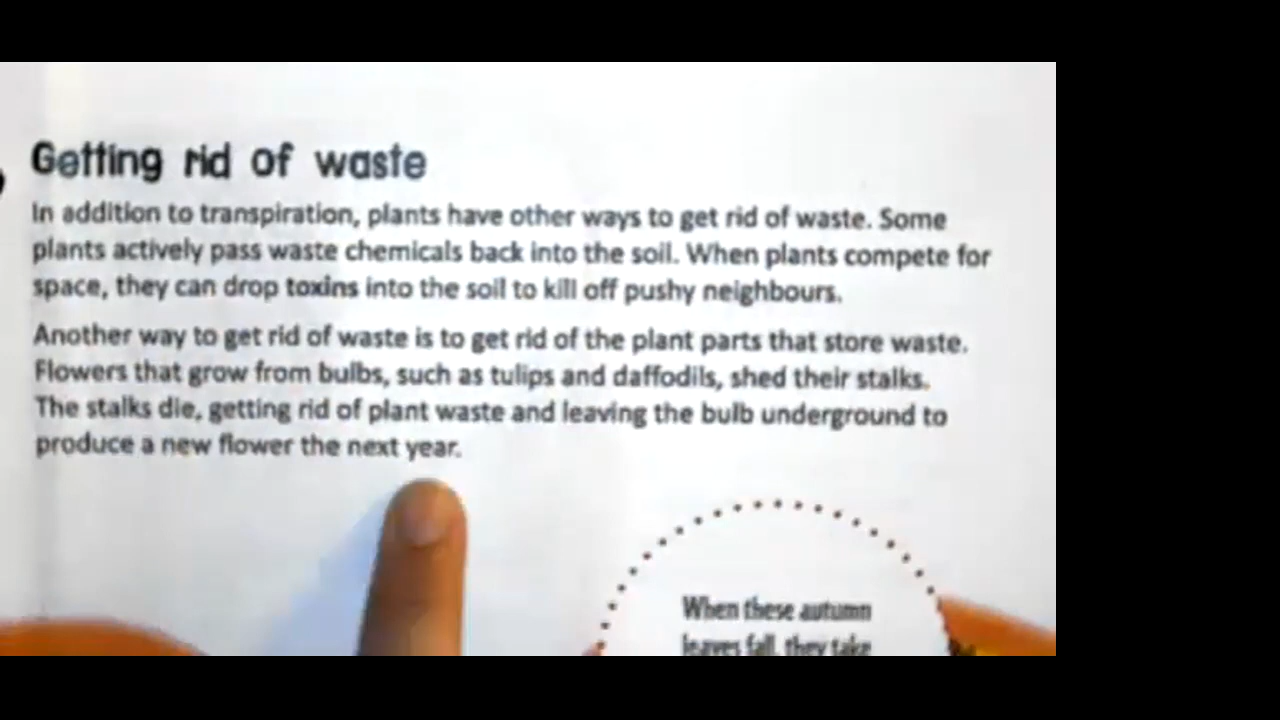 Getting rid of waste
In addition to transpiration, plants have other ways to get rid of waste. Some
plants actively pass waste chemicals back into the soil. When plants compete for
space, they can drop toxins into the soil to kill off pushy neighbours.
Another way to get rid of waste is to get rid of the plant parts that store waste.
Flowers that grow from bulbs, such as tulips and daffodils, shed their stalks.
The stalks die, getting rid of plant waste and leaving the bulb underground to
produce a new flower the next year.
When these autumn
leaves fall, they take